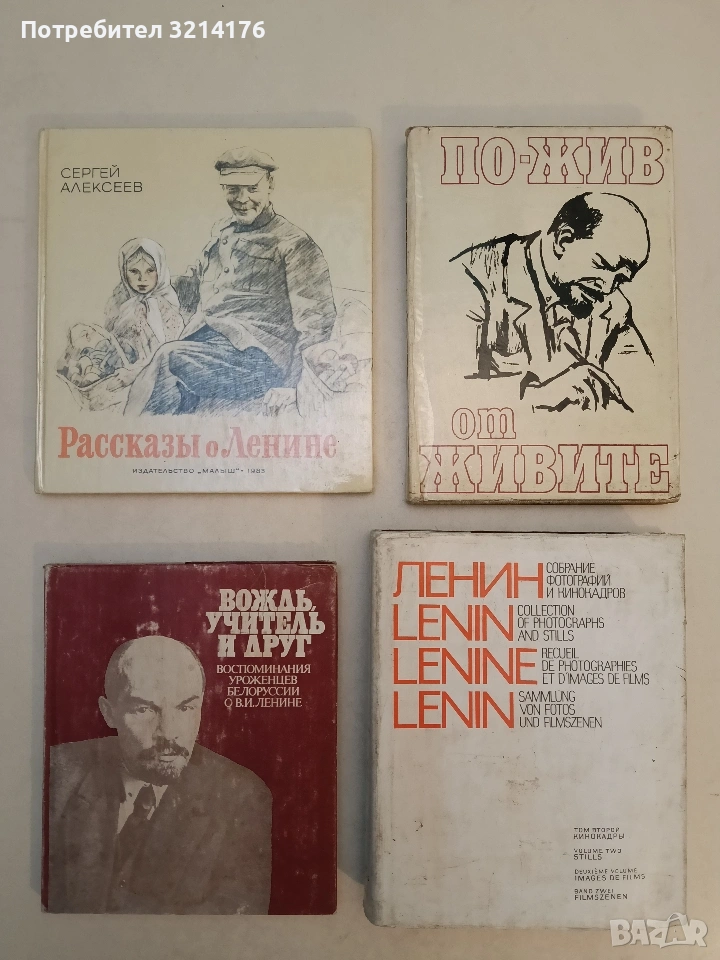 Потребител 3214176
СЕРГЕЙ
АЛЕКСЕЕВ
Рассказы о Ленине
ИЗДАТЕЛЬСТВО „МАЛЫШ“ • 1983
ПО-ЖИВ
от
ЖИВИТЕ
ВОЖДЬ,
УЧИТЕЛЬ
И ДРУГ
ВОСПОМИНАНИЯ
УРОЖЕНЦЕВ
БЕЛОРУССИИ
О В.И.ЛЕНИНЕ
ЛЕНИН СОБРАНИЕ
ФОТОГРАФИЙ
И КИНОКАДРОВ
LENIN COLLECTION
OF PHOTOGRAPHS
AND STILLS
LENINE RECUEIL
DE PHOTOGRAPHIES
ET D'IMAGES DE FILMS
LENIN SAMMLUNG
VON FOTOS
UND FILMSZENEN
ТОМ ВТОРОЙ
КИНОКАДРЫ
VOLUME TWO
STILLS
DEUXIÈME VOLUME
IMAGES DE FILMS
BAND ZWEI
FILMSZENEN
BAZAR